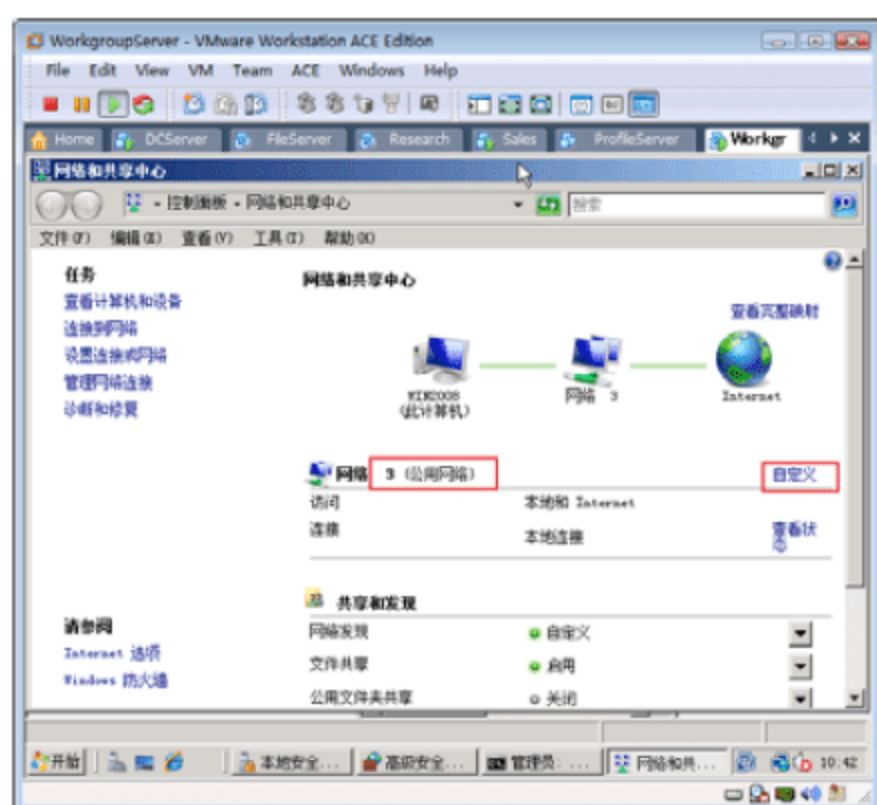 WorkgroupServer - VMware Workstation ACE Edition
File Edit View VM Team ACE Windows Help
Home DCServer FileServer Research Sales ProfileServer Workgr
网络和共享中心
控制面板 网络和共享中心 搜索
文件(F) 编辑(E) 查看(V) 工具(T) 帮助(H)
任务
查看计算机和设备
连接到网络
设置连接或网络
管理网络连接
诊断和修复
请参阅
Internet 选项
Windows 防火墙
网络和共享中心
查看完整映射
WIN2008
(此计算机)
网络 3
Internet
网络 3 (公用网络) 自定义
访问 本地和 Internet
连接 本地连接 查看状态
共享和发现
网络发现 自定义
文件共享 启用
公用文件夹共享 关闭
开始 本地安全... 高级安全... 管理员: ... 网络和共... 10:42